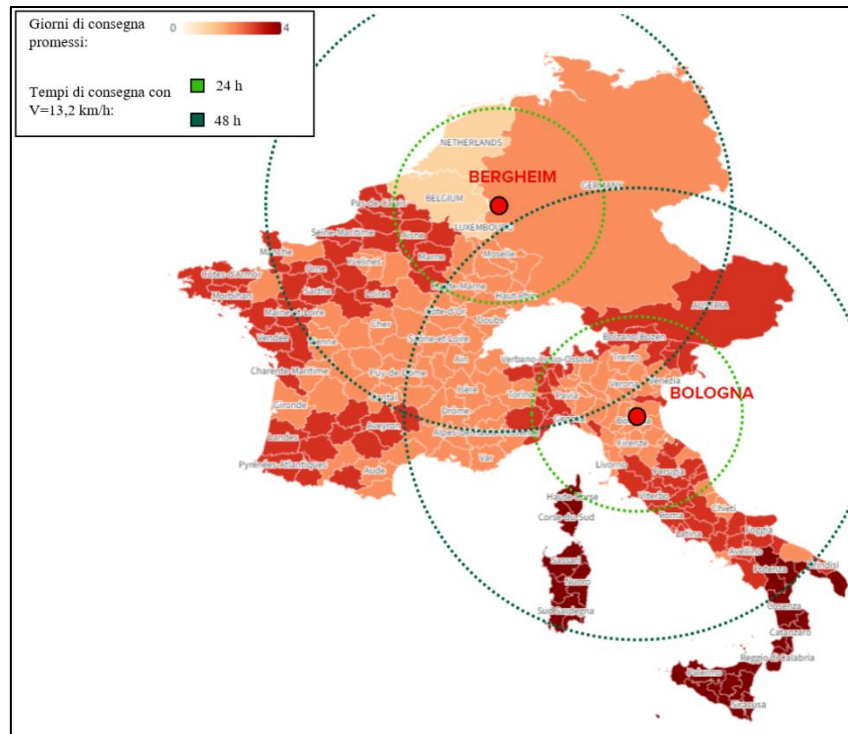 Giorni di consegna
promessi:
0
4
Tempi di consegna con
V=13,2 km/h:
24 h
48 h
NETHERLANDS
BERGHEIM
GERMANY
BELGIUM
Pas-de-Calais
LUXEMBOURG
Seine-Maritime
Aisne
Manche
Marne
Moselle
Yvelines
Orne
Côtes-d'Armor
Haute-Marne
Haut-Rhin
Sarthe
Loiret
Morbihan
AUSTRIA
Maine-et-Loire
Côte-d'Or
Doubs
Cher
Bolzano/Bozen
Vendée
Vienne
Saône-et-Loire
Verbano-Cusio-Ossola
Trento
Ain
Charente-Maritime
Puy-de-Dôme
Verona
Venezia
Isère
Torino
Pavia
BOLOGNA
Cantal
Gironde
Drôme
Bologna
Aveyron
Landes
Firenze
Var
Pyrénées-Atlantiques
Aude
Livorno
Perugia
Haute-Corse
Viterbo
Corse-du-Sud
Roma
Chieti
Latina
Foggia
Avellino
Sassari
Potenza
Brindisi
Nuoro
Cosenza
Sud Sardegna
Catanzaro
Reggio di Calabria
Palermo
Siracusa